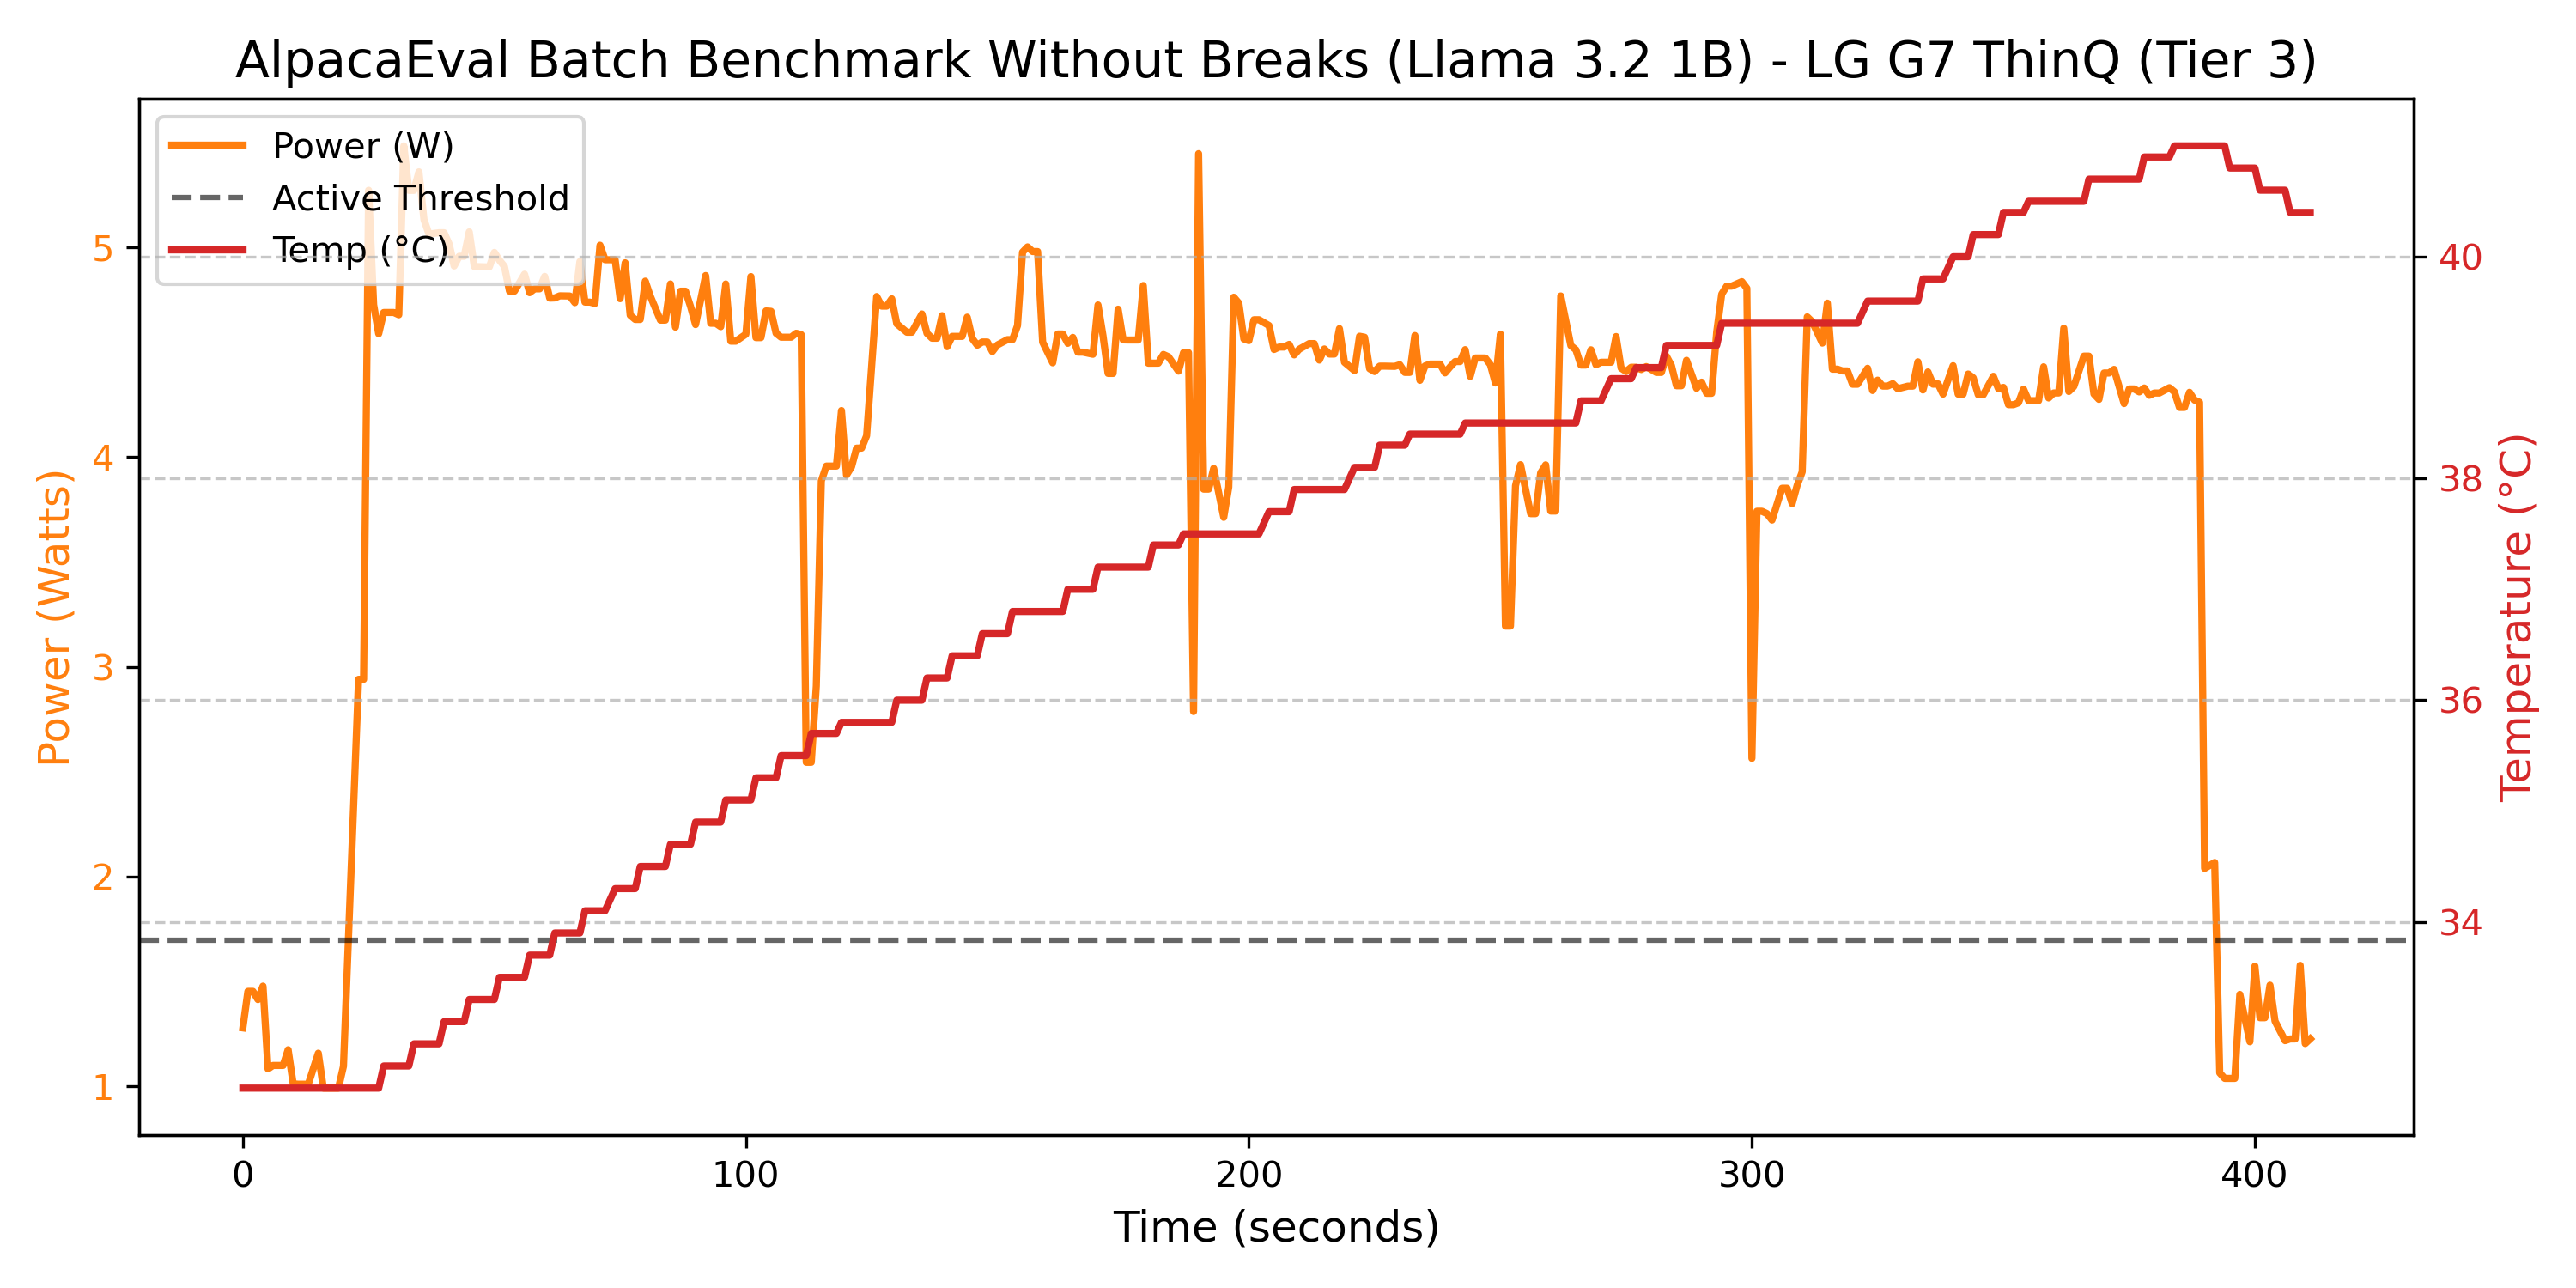 AlpacaEval Batch Benchmark Without Breaks (Llama 3.2 1B) - LG G7 ThinQ (Tier 3)
Power (W)
Active Threshold
Temp (°C)
Power (Watts)
5
4
3
2
1
40
38
36
34
Temperature (°C)
0 100 200 300 400
Time (seconds)